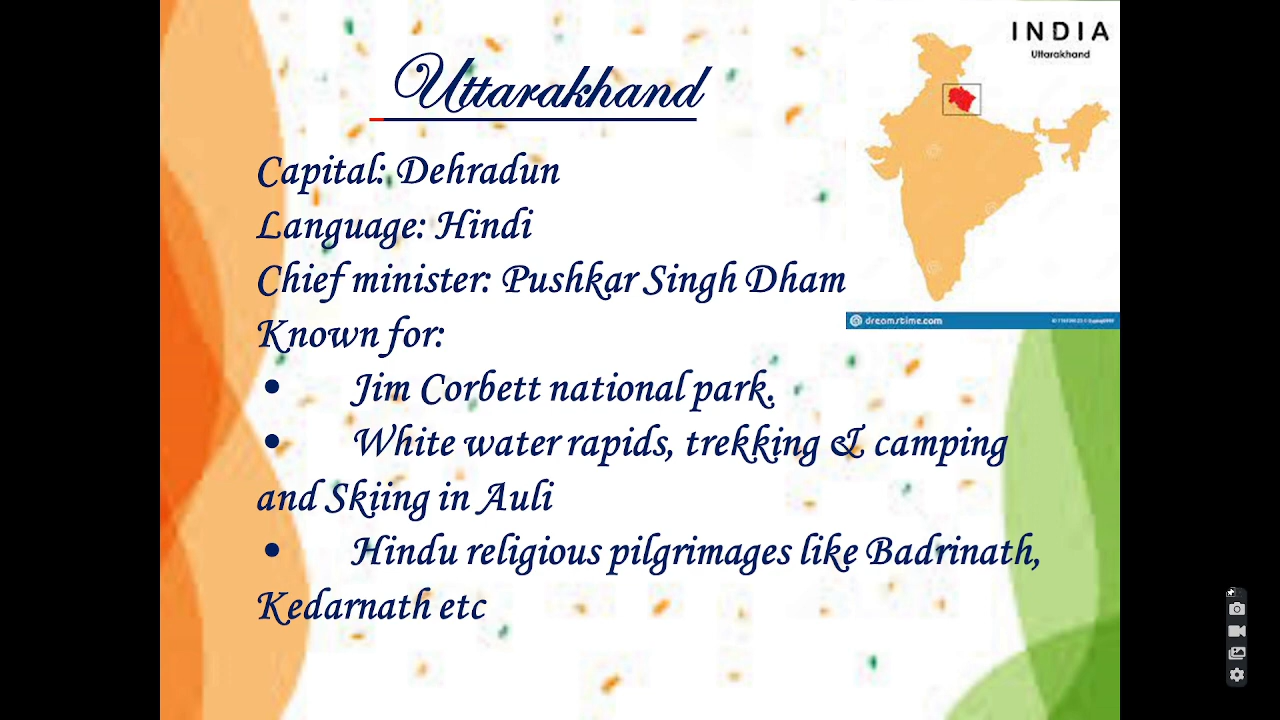 Uttarakhand
INDIA
Uttarakhand
Capital: Dehradun
Language: Hindi
Chief minister: Pushkar Singh Dham
Known for:
dreamstime.com
• Jim Corbett national park.
• White water rapids, trekking & camping
and Skiing in Auli
• Hindu religious pilgrimages like Badrinath,
Kedarnath etc